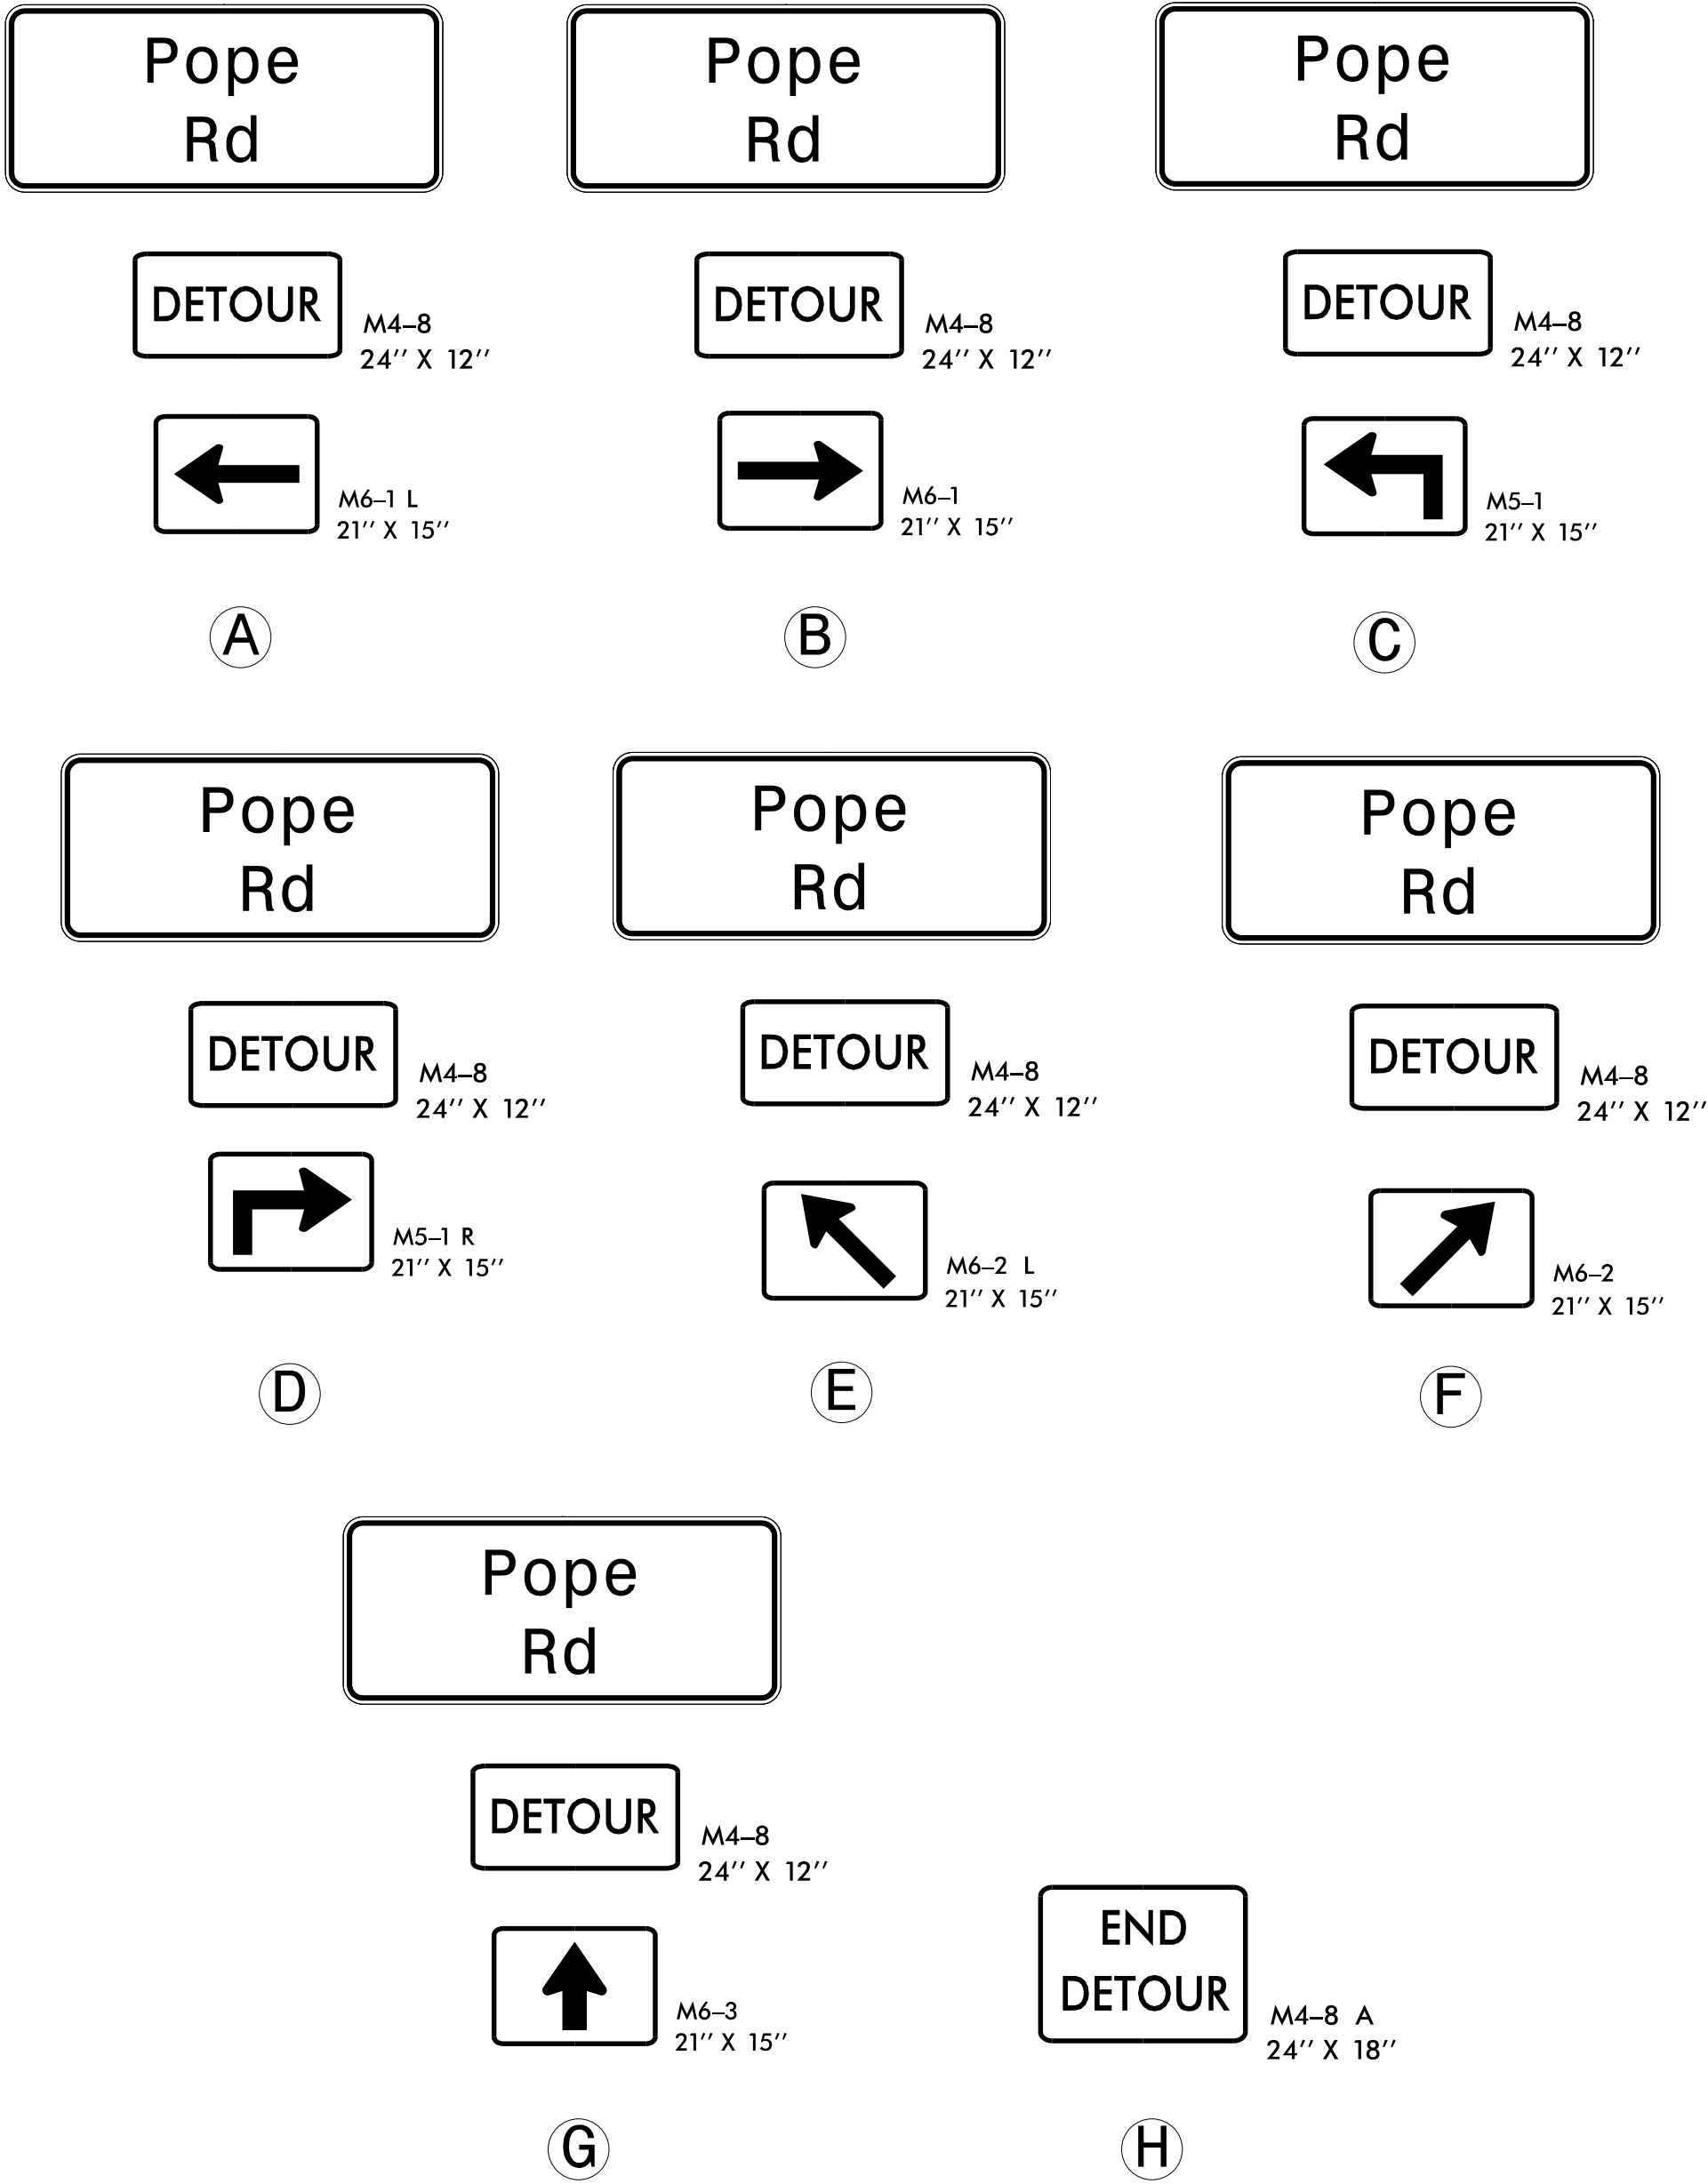 Pope
Rd
DETOUR
M4–8
24’’ X 12’’
M6–1 L
21’’ X 15’’
A
Pope
Rd
DETOUR
M4–8
24’’ X 12’’
M6–1
21’’ X 15’’
B
Pope
Rd
DETOUR
M4–8
24’’ X 12’’
M5–1
21’’ X 15’’
C
Pope
Rd
DETOUR
M4–8
24’’ X 12’’
M5–1 R
21’’ X 15’’
D
Pope
Rd
DETOUR
M4–8
24’’ X 12’’
M6–2 L
21’’ X 15’’
E
Pope
Rd
DETOUR
M4–8
24’’ X 12’’
M6–2
21’’ X 15’’
F
Pope
Rd
DETOUR
M4–8
24’’ X 12’’
M6–3
21’’ X 15’’
G
END
DETOUR
M4–8 A
24’’ X 18’’
H